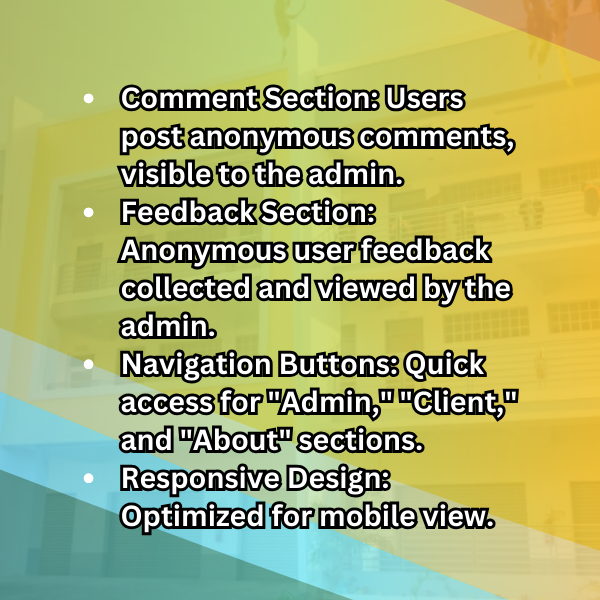 • Comment Section: Users
post anonymous comments,
visible to the admin.
• Feedback Section:
Anonymous user feedback
collected and viewed by the
admin.
• Navigation Buttons: Quick
access for "Admin," "Client,"
and "About" sections.
• Responsive Design:
Optimized for mobile view.